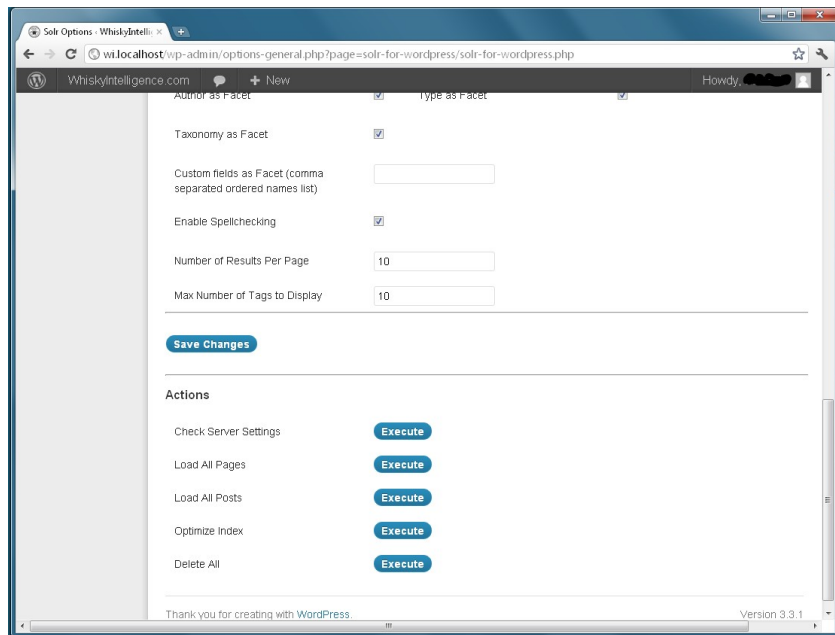 Solr Options ‹ WhiskyIntelli
wi.localhost/wp-admin/options-general.php?page=solr-for-wordpress/solr-for-wordpress.php
WhiskyIntelligence.com + New Howdy,
Author as Facet Type as Facet
Taxonomy as Facet
Custom fields as Facet (comma
separated ordered names list)
Enable Spellchecking
Number of Results Per Page 10
Max Number of Tags to Display 10
Save Changes
Actions
Check Server Settings Execute
Load All Pages Execute
Load All Posts Execute
Optimize Index Execute
Delete All Execute
Thank you for creating with WordPress. Version 3.3.1